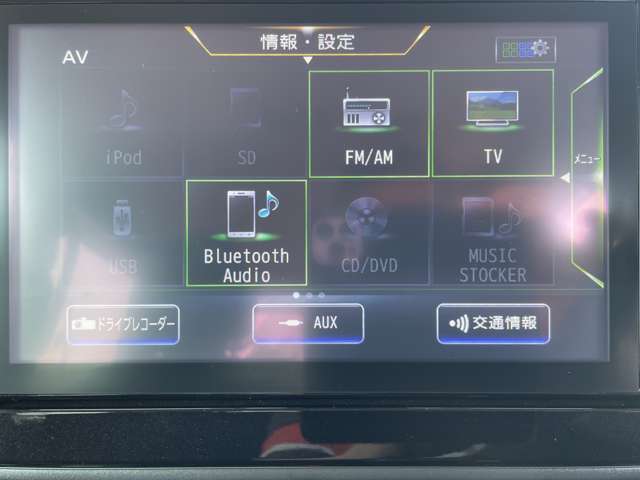 情報・設定
AV
iPod
SD
FM/AM
TV
メニュー
USB
Bluetooth
Audio
CD/DVD
MUSIC
STOCKER
ドライブレコーダー
AUX
交通情報